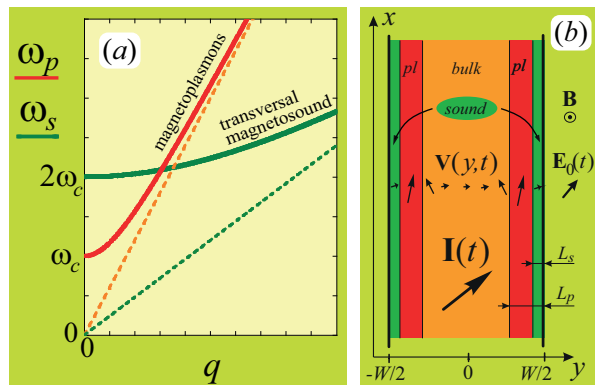 (a)
ω_p
ω_s
magnetoplasmons
transversal
magnetosound
2ω_c
ω_c
0
0
q
(b)
x
pl
bulk
pl
sound
B
V(y,t)
E_0(t)
I(t)
L_s
L_p
-W/2
0
W/2
y